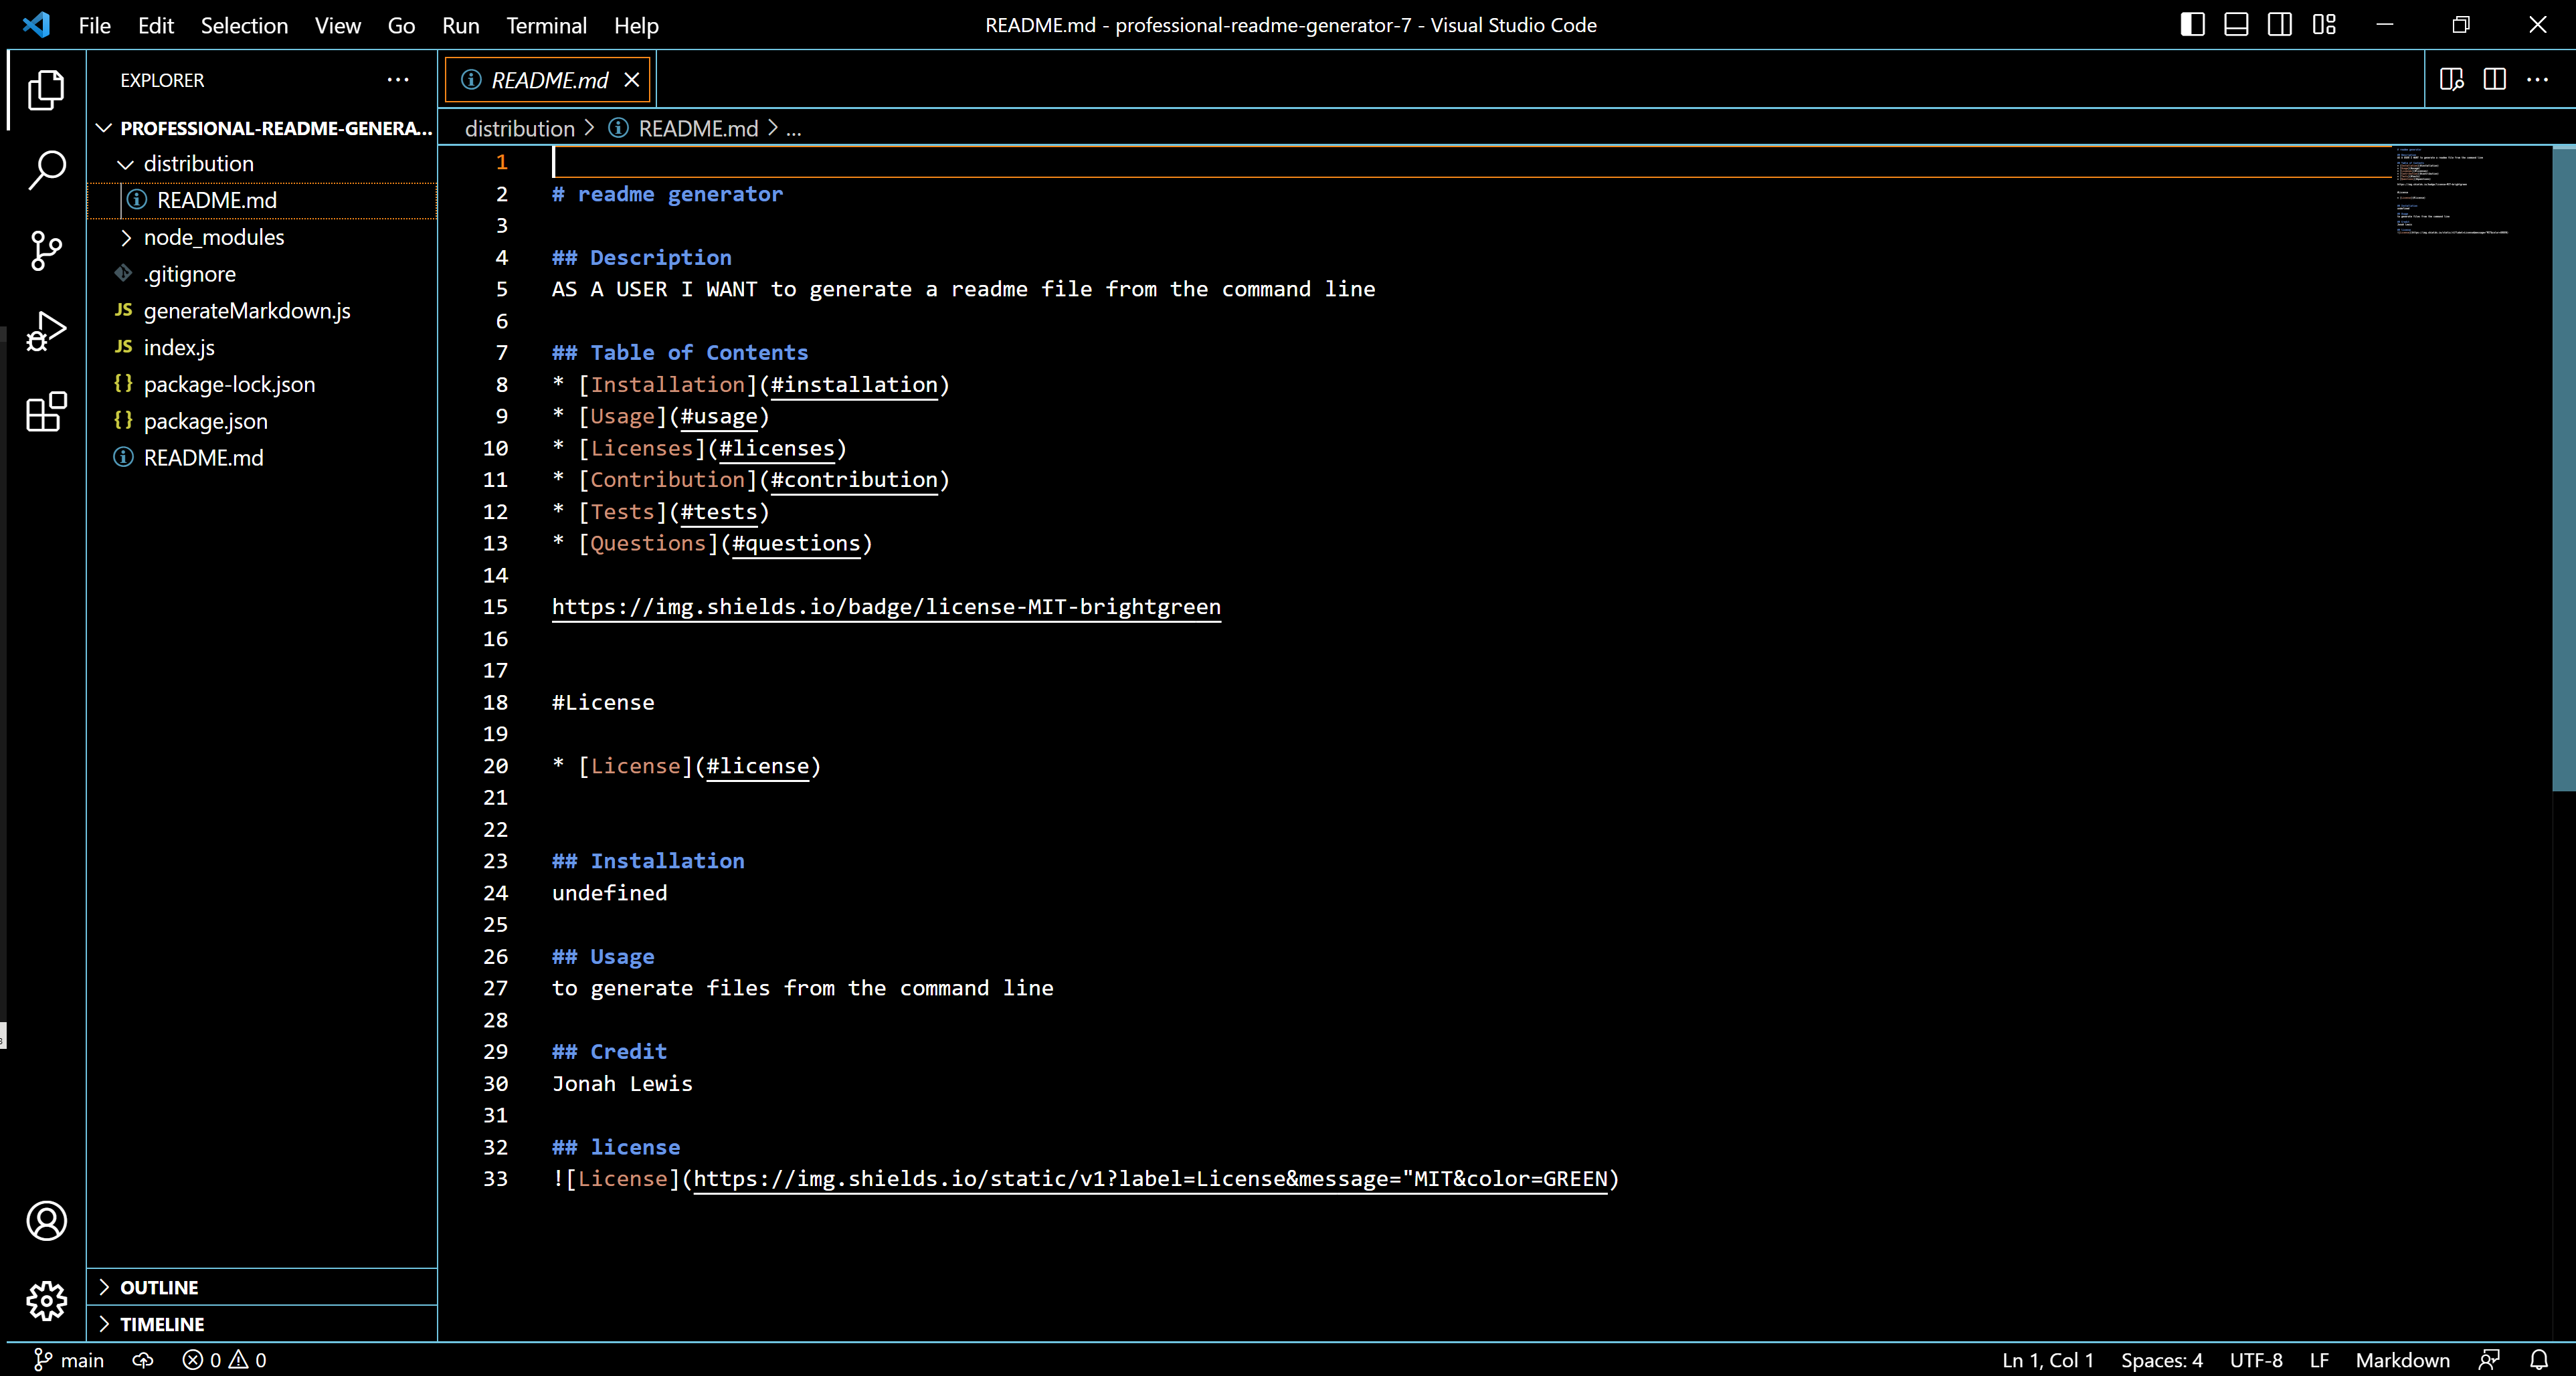 File Edit Selection View Go Run Terminal Help
README.md - professional-readme-generator-7 - Visual Studio Code
EXPLORER
PROFESSIONAL-README-GENERA...
distribution
README.md
node_modules
.gitignore
JS generateMarkdown.js
JS index.js
{} package-lock.json
{} package.json
README.md
OUTLINE
TIMELINE
README.md
distribution > README.md > ...
1
2 # readme generator
3
4 ## Description
5 AS A USER I WANT to generate a readme file from the command line
6
7 ## Table of Contents
8 * [Installation](#installation)
9 * [Usage](#usage)
10 * [Licenses](#licenses)
11 * [Contribution](#contribution)
12 * [Tests](#tests)
13 * [Questions](#questions)
14
15 https://img.shields.io/badge/license-MIT-brightgreen
16
17
18 #License
19
20 * [License](#license)
21
22
23 ## Installation
24 undefined
25
26 ## Usage
27 to generate files from the command line
28
29 ## Credit
30 Jonah Lewis
31
32 ## license
33 ![License](https://img.shields.io/static/v1?label=License&message="MIT&color=GREEN)
main 0 0
Ln 1, Col 1 Spaces: 4 UTF-8 LF Markdown